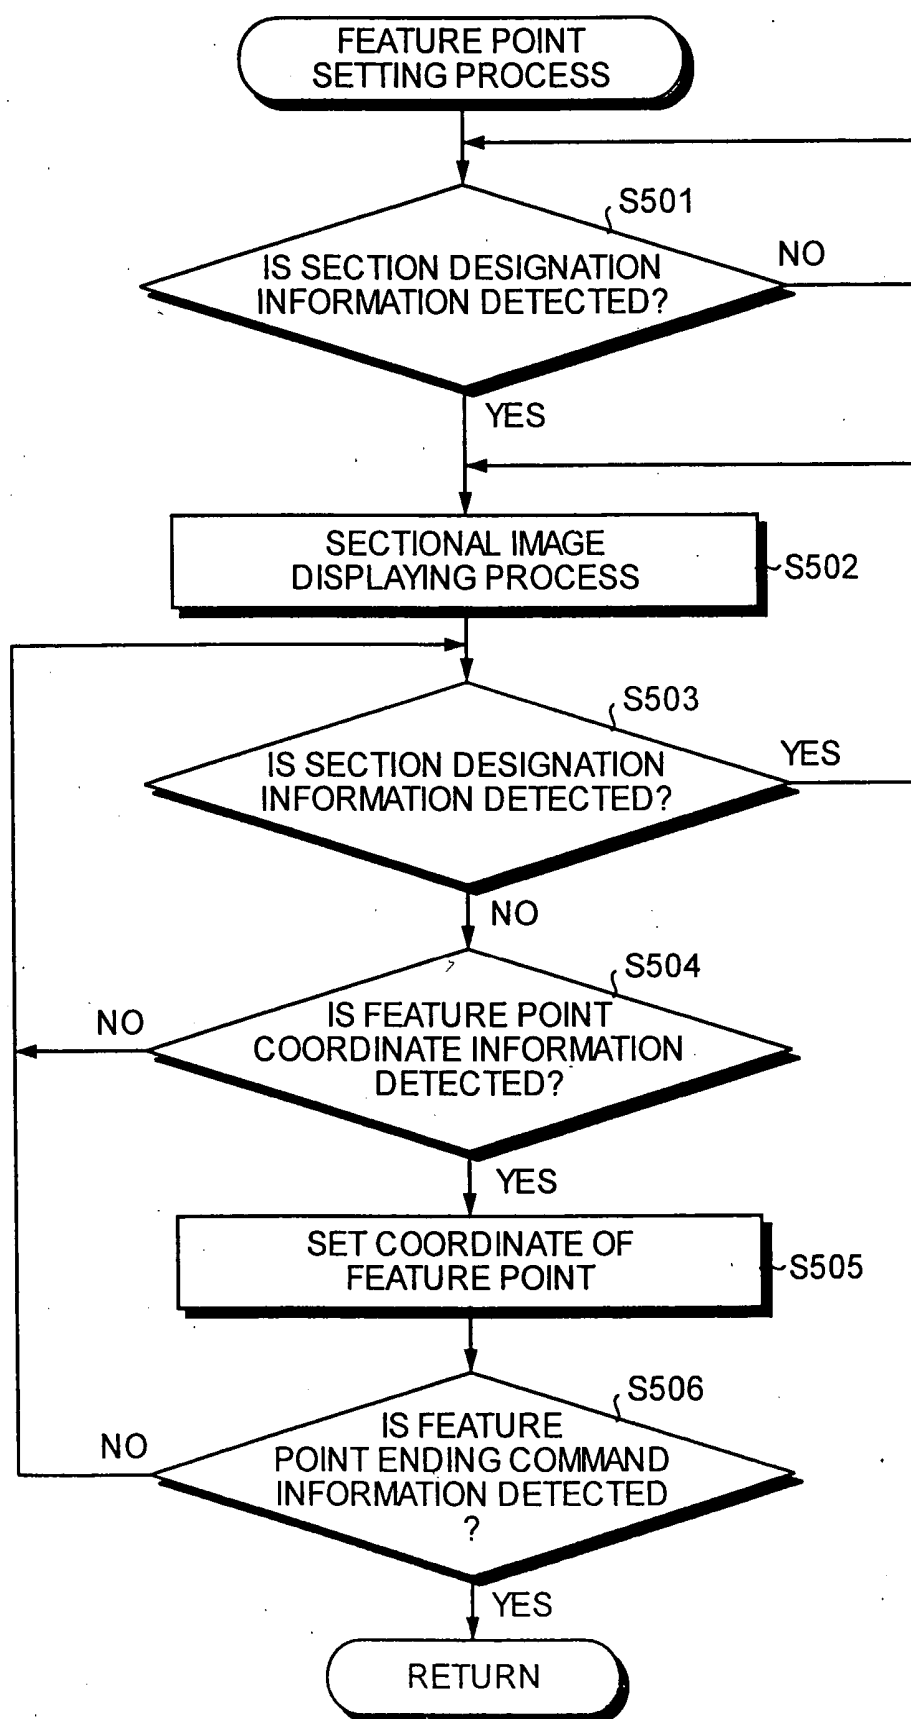 FEATURE POINT
SETTING PROCESS
S501
IS SECTION DESIGNATION
INFORMATION DETECTED?
NO
YES
SECTIONAL IMAGE
DISPLAYING PROCESS
S502
S503
IS SECTION DESIGNATION
INFORMATION DETECTED?
YES
NO
S504
IS FEATURE POINT
COORDINATE INFORMATION
DETECTED?
NO
YES
SET COORDINATE OF
FEATURE POINT
S505
S506
IS FEATURE
POINT ENDING COMMAND
INFORMATION DETECTED
?
NO
YES
RETURN